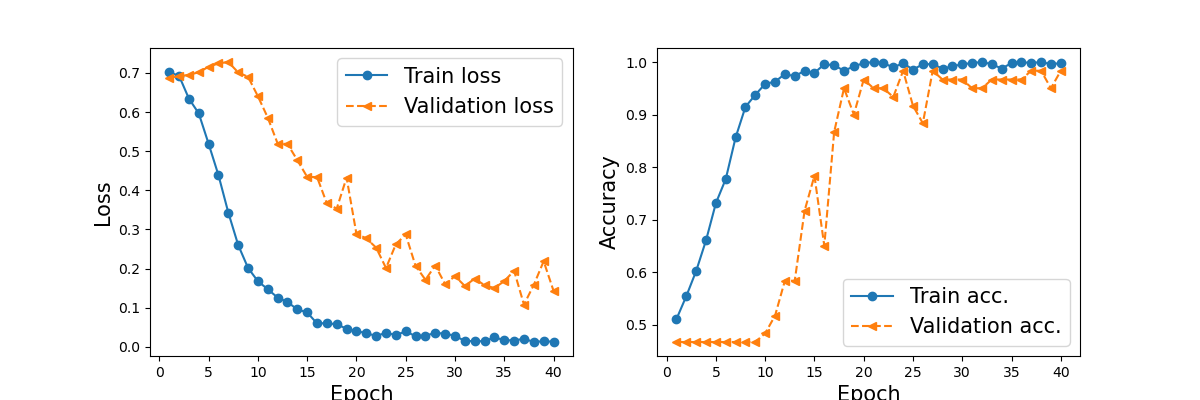 0.7
0.6
0.5
0.4
0.3
0.2
0.1
0.0
Loss
0 5 10 15 20 25 30 35 40
Epoch
Train loss
Validation loss
1.0
0.9
0.8
0.7
0.6
0.5
Accuracy
0 5 10 15 20 25 30 35 40
Epoch
Train acc.
Validation acc.